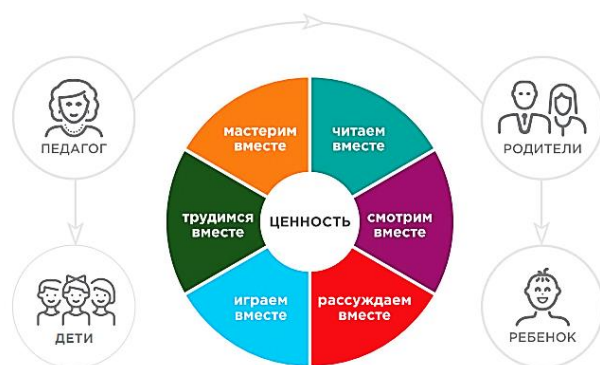 ПЕДАГОГ
РОДИТЕЛИ
мастерим
вместе
читаем
вместе
трудимся
вместе
ЦЕННОСТЬ
смотрим
вместе
играем
вместе
рассуждаем
вместе
ДЕТИ
РЕБЕНОК